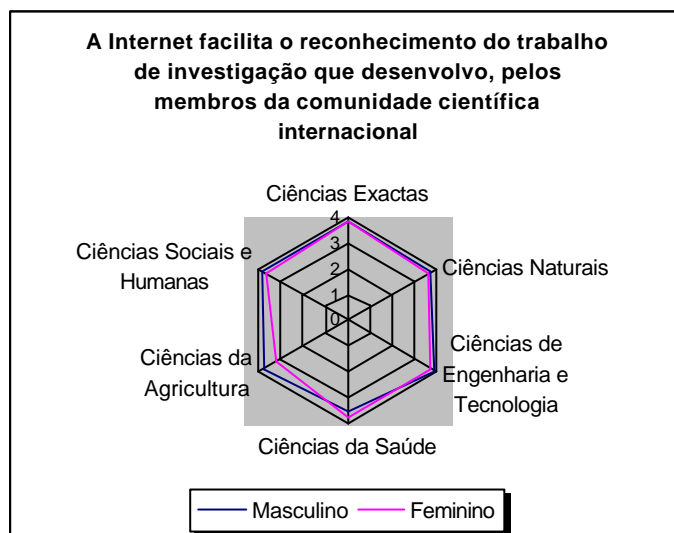 A Internet facilita o reconhecimento do trabalho
de investigação que desenvolvo, pelos
membros da comunidade científica
internacional
Ciências Exactas
4
3
2
1
0
Ciências Naturais
Ciências de
Engenharia e
Tecnologia
Ciências da Saúde
Ciências da
Agricultura
Ciências Sociais e
Humanas
Masculino
Feminino